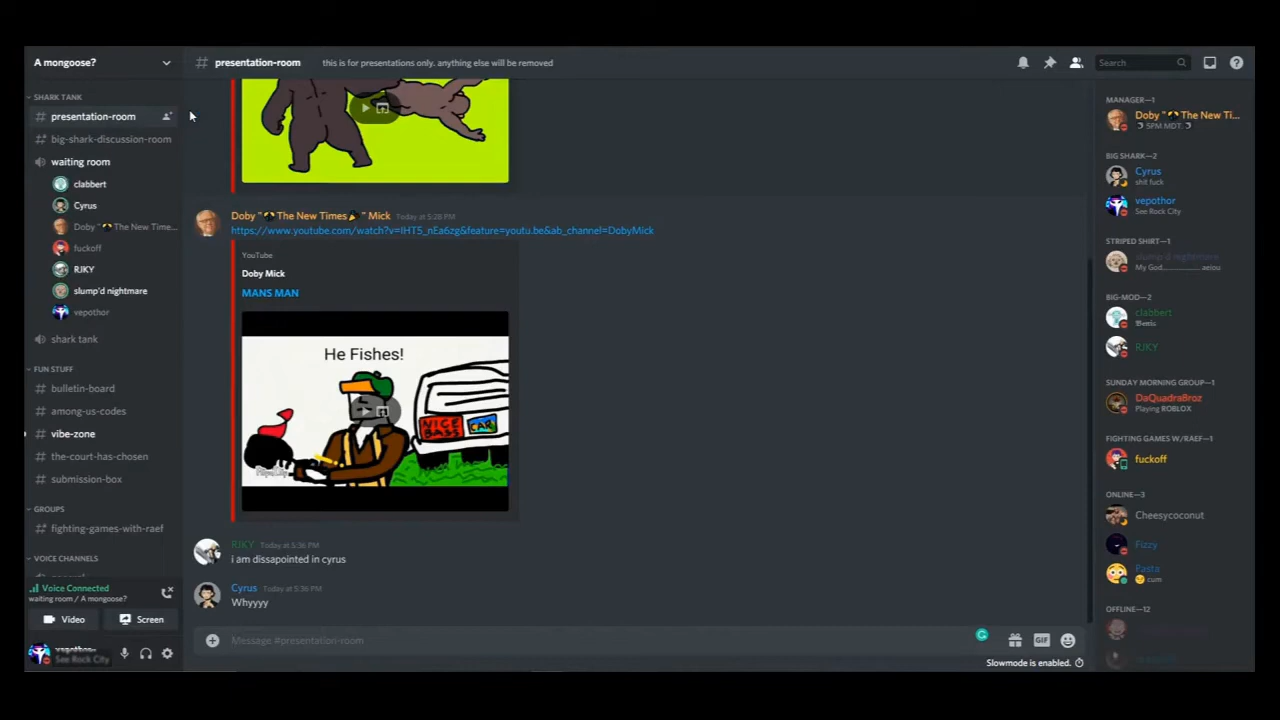 A mongoose?
SHARK TANK
presentation-room
big-shark-discussion-room
waiting room
clabbert
Cyrus
Doby "The New Time...
fuckoff
RJKY
slump'd nightmare
vepothor
shark tank
FUN STUFF
bulletin-board
among-us-codes
vibe-zone
the-court-has-chosen
submission-box
GROUPS
fighting-games-with-raef
VOICE CHANNELS
Voice Connected
waiting room / A mongoose?
Video
Screen
See Rock City
presentation-room
this is for presentations only. anything else will be removed
Search
Doby "The New Times" Mick Today at 5:28 PM
https://www.youtube.com/watch?v=IHT5_nEa6zg&feature=youtu.be&ab_channel=DobyMick
YouTube
Doby Mick
MANS MAN
He Fishes!
NICE BASS
CAR
RJKY Today at 5:36 PM
i am dissapointed in cyrus
Cyrus Today at 5:36 PM
Whyyyy
Message #presentation-room
GIF
Slowmode is enabled.
MANAGER—1
Doby "The New Ti...
5PM MDT
BIG SHARK—2
Cyrus
shit fuck
vepothor
See Rock City
STRIPED SHIRT—1
slump'd nightmare
My God............... aeiou
BIG-MOD—2
clabbert
RJKY
SUNDAY MORNING GROUP—1
DaQuadraBroz
Playing ROBLOX
FIGHTING GAMES W/RAEF—1
fuckoff
ONLINE—3
Cheesycoconut
Fizzy
Pasta
cum
OFFLINE—12